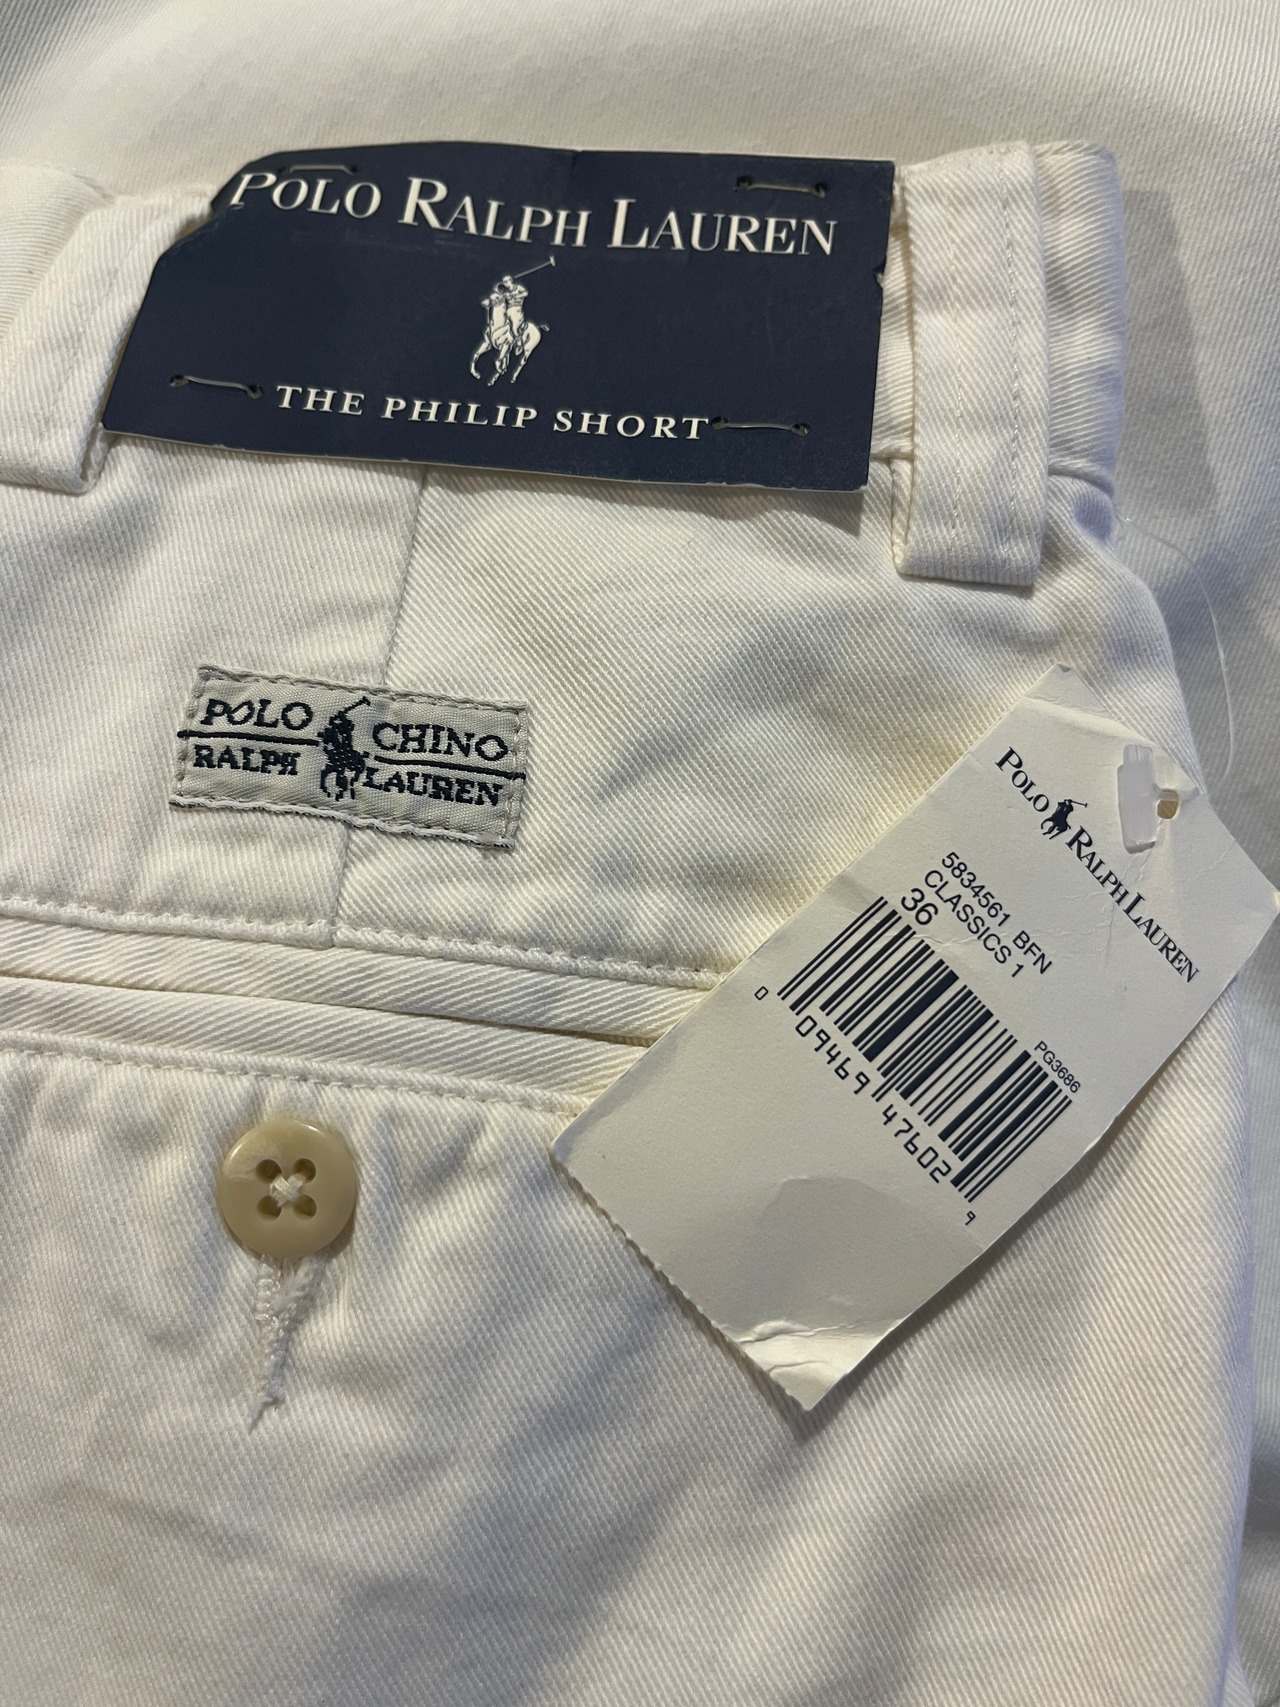 POLO RALPH LAUREN
THE PHILIP SHORT
POLO CHINO
RALPH LAUREN
POLO RALPH LAUREN
5834561 BFN
CLASSICS 1
36
PG3686
0 09469 47602 9